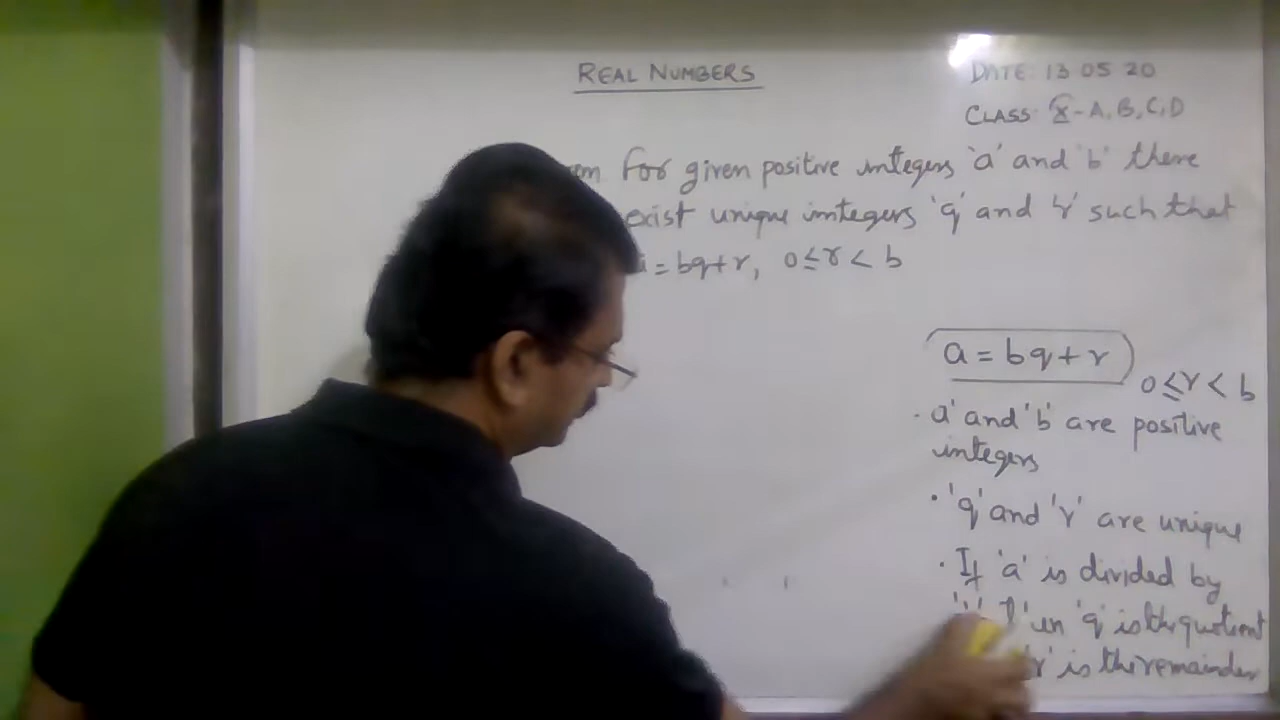 REAL NUMBERS
DATE: 13 05 20
CLASS: X - A, B, C, D
for given positive integers 'a' and 'b' there
exist unique integers 'q' and 'r' such that
= bq+r, 0≤r < b
a = bq + r
0≤r < b
· 'a' and 'b' are positive
integers
· 'q' and 'r' are unique
· If 'a' is divided by
'q' is the quotient
'r' is the remainder